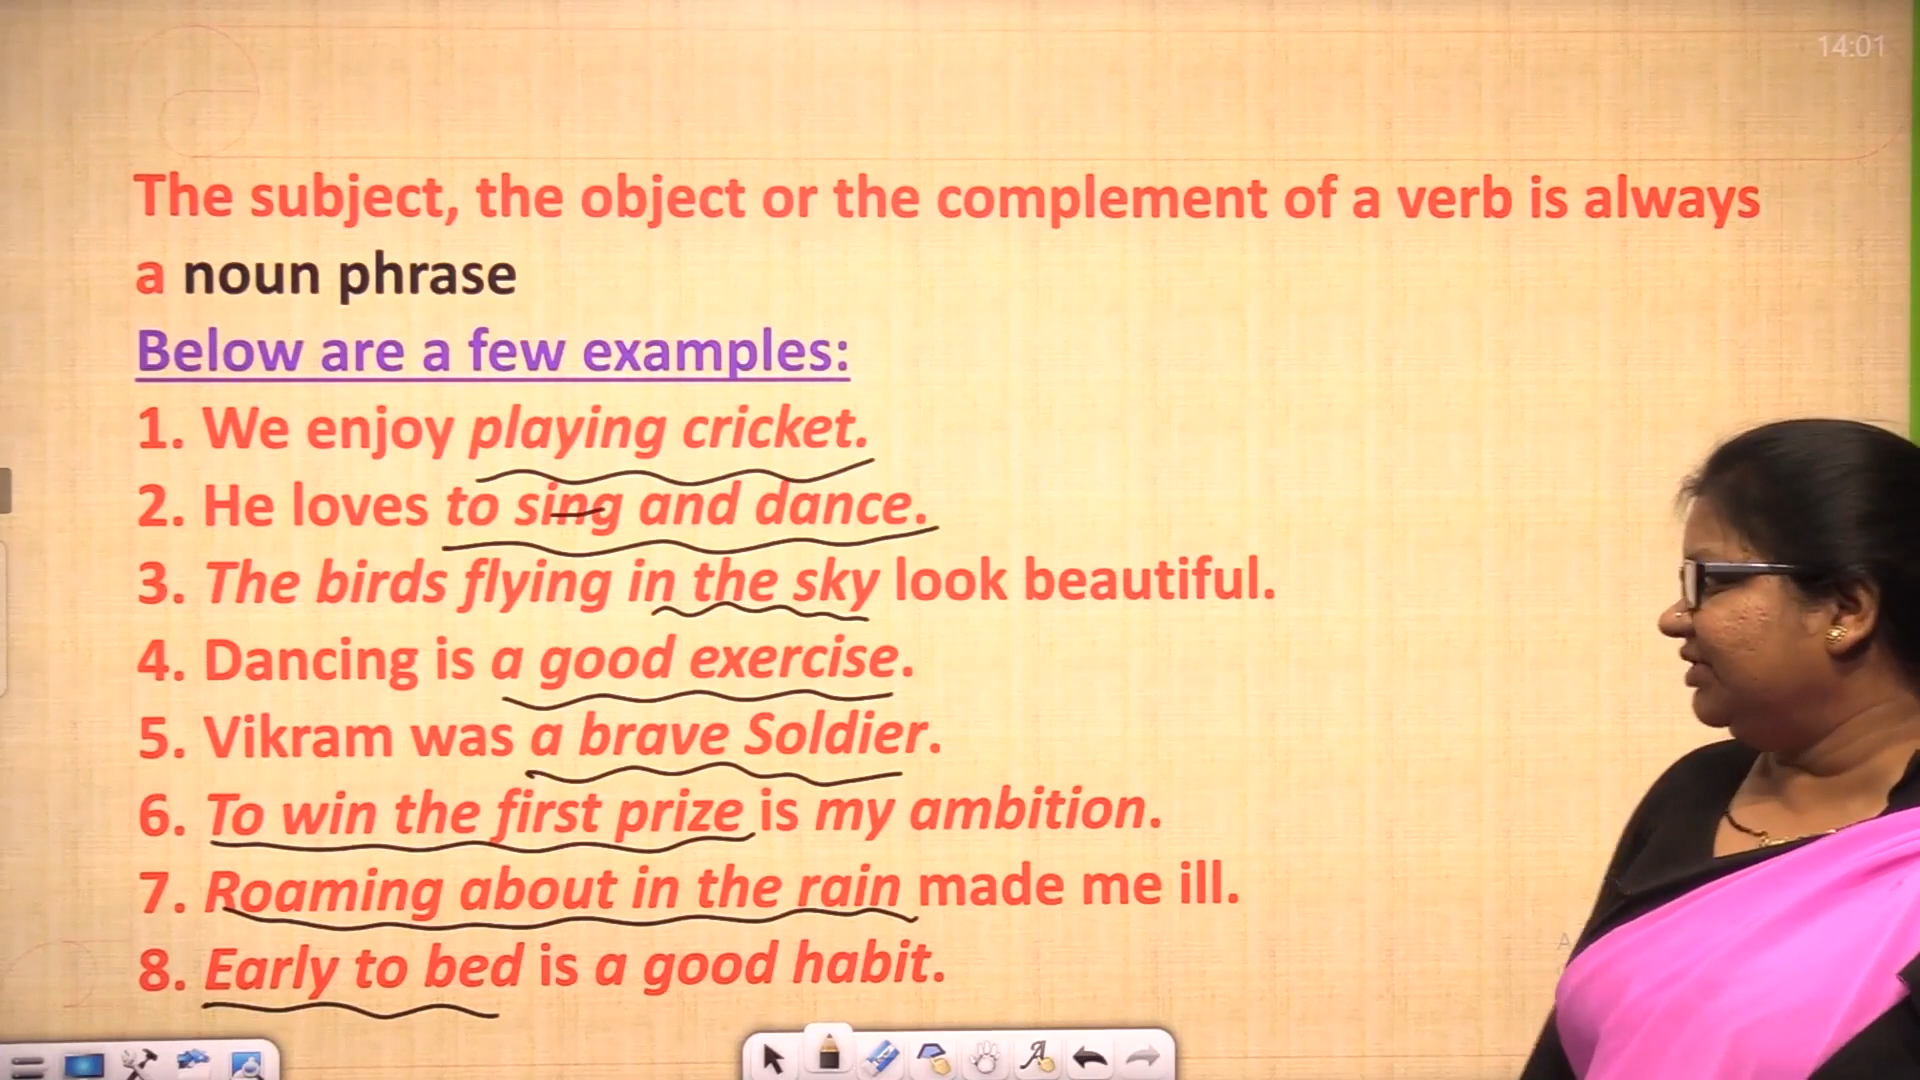 14:01
The subject, the object or the complement of a verb is always
a noun phrase
Below are a few examples:
1. We enjoy playing cricket.
2. He loves to sing and dance.
3. The birds flying in the sky look beautiful.
4. Dancing is a good exercise.
5. Vikram was a brave Soldier.
6. To win the first prize is my ambition.
7. Roaming about in the rain made me ill.
8. Early to bed is a good habit.